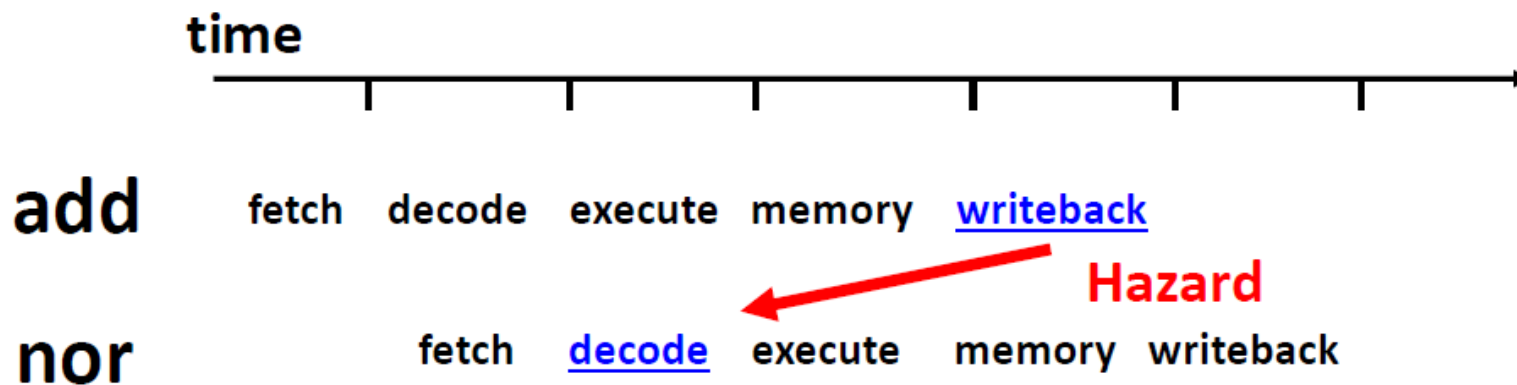 time
add fetch decode execute memory writeback
Hazard
nor fetch decode execute memory writeback